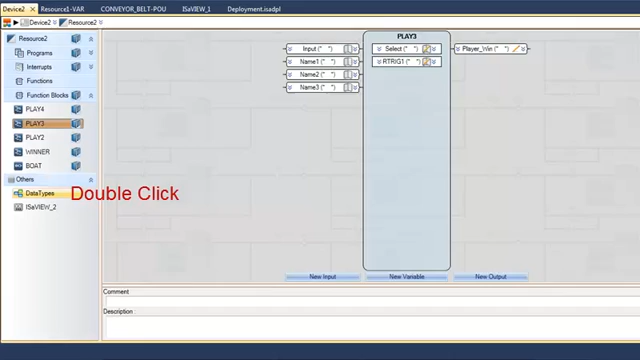 Device2 Resource1-VAR CONVEYOR_BELT-POU ISaVIEW_1 Deployment.isadpl
Device2 Resource2
Resource2
Programs
Interrupts
Functions
Function Blocks
PLAY4
PLAY3
PLAY2
WINNER
BOAT
Others
DataTypes
ISaVIEW_2
Double Click
PLAY3
Input (" ")
Name1 (" ")
Name2 (" ")
Name3 (" ")
Select (" ")
RTRIG1 (" ")
Player_Win (" ")
New Input New Variable New Output
Comment
Description :